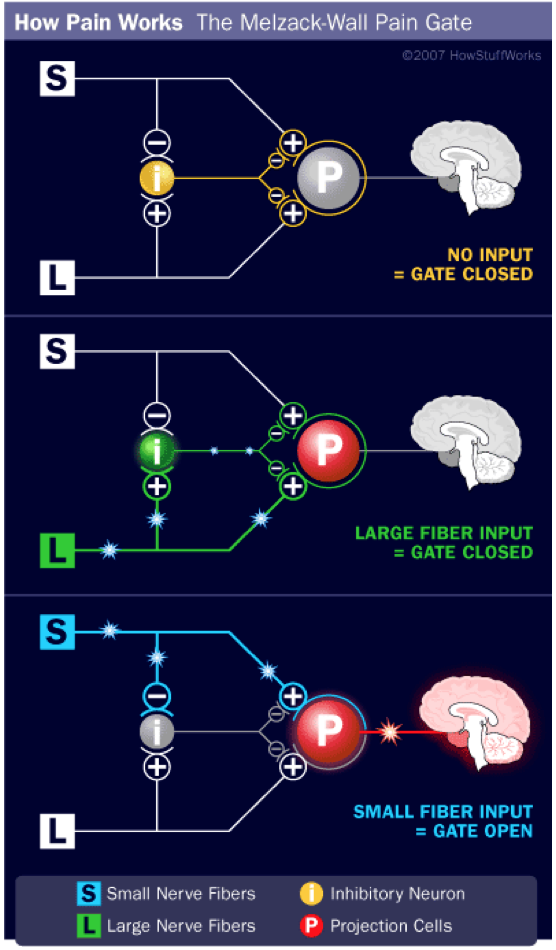 How Pain Works The Melzack-Wall Pain Gate
©2007 HowStuffWorks
S
−
+
−
i
P
−
+
+
L
NO INPUT
= GATE CLOSED
S
−
+
−
i
P
−
+
+
L
LARGE FIBER INPUT
= GATE CLOSED
S
−
+
−
i
P
−
+
+
L
SMALL FIBER INPUT
= GATE OPEN
S Small Nerve Fibers
i Inhibitory Neuron
L Large Nerve Fibers
P Projection Cells